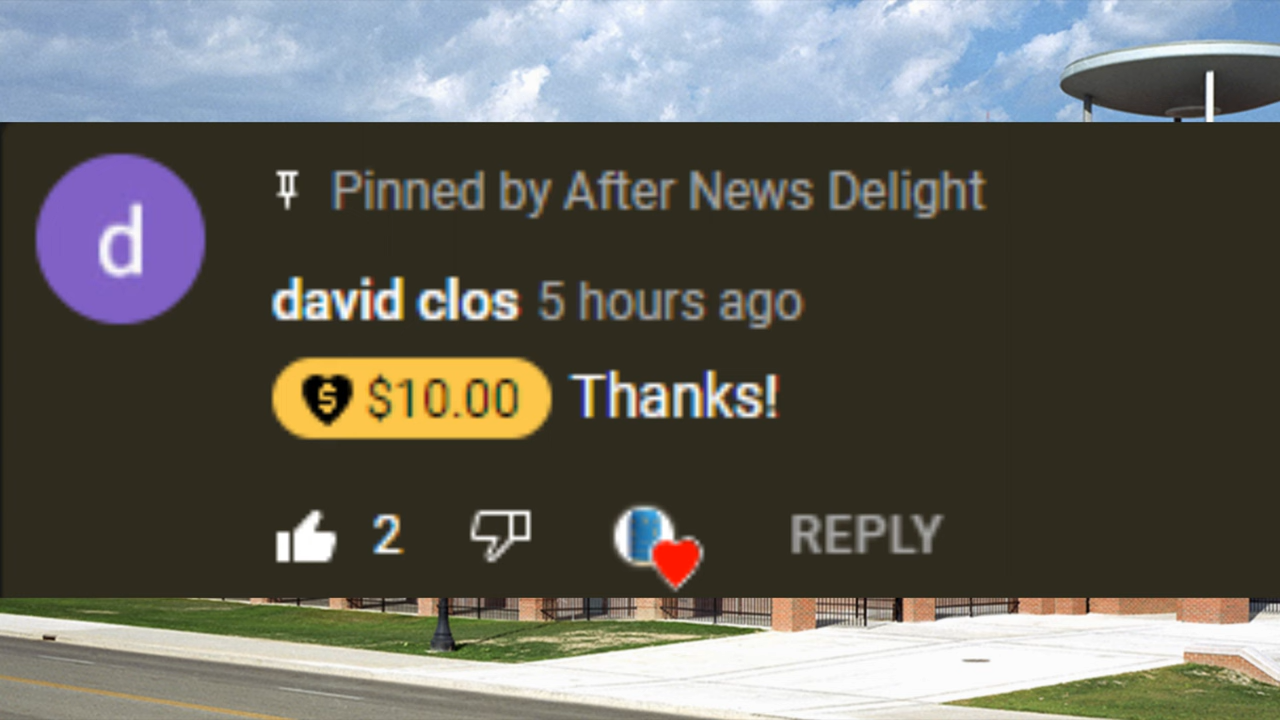 d
Pinned by After News Delight
david clos 5 hours ago
$10.00 Thanks!
2
REPLY